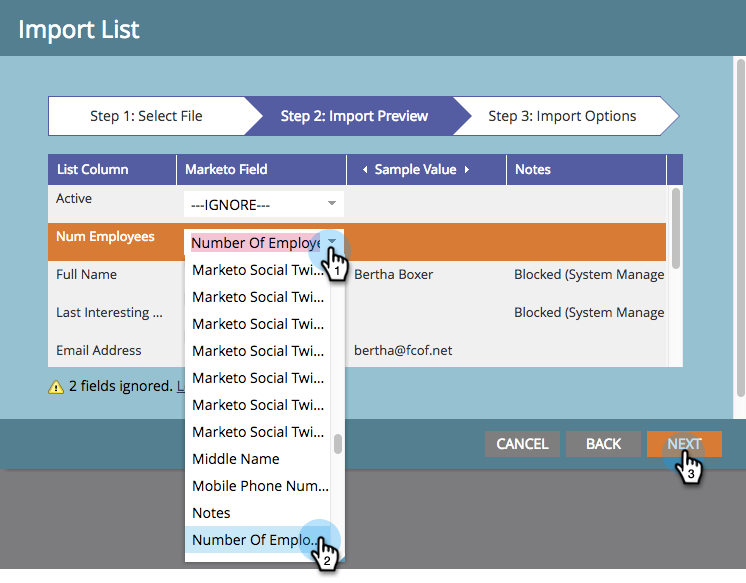 Import List
Step 1: Select File
Step 2: Import Preview
Step 3: Import Options
List Column
Marketo Field
Sample Value
Notes
Active
---IGNORE---
Num Employees
Number Of Employe
1
Full Name
Bertha Boxer
Blocked (System Manage
Last Interesting ...
Blocked (System Manage
Email Address
bertha@fcof.net
Marketo Social Twi...
Marketo Social Twi...
Marketo Social Twi...
Marketo Social Twi...
Marketo Social Twi...
Marketo Social Twi...
Marketo Social Twi...
Middle Name
Mobile Phone Num...
Notes
Number Of Emplo...
2
2 fields ignored. L
CANCEL
BACK
NEXT
3